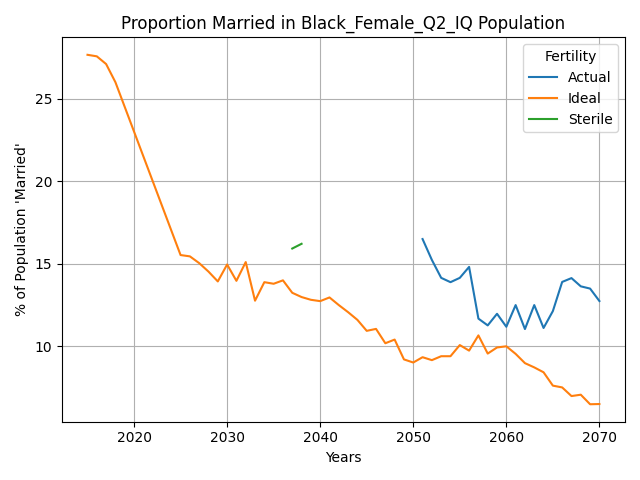 Proportion Married in Black_Female_Q2_IQ Population
Fertility
Actual
Ideal
Sterile
% of Population 'Married'
25
20
15
10
2020 2030 2040 2050 2060 2070
Years